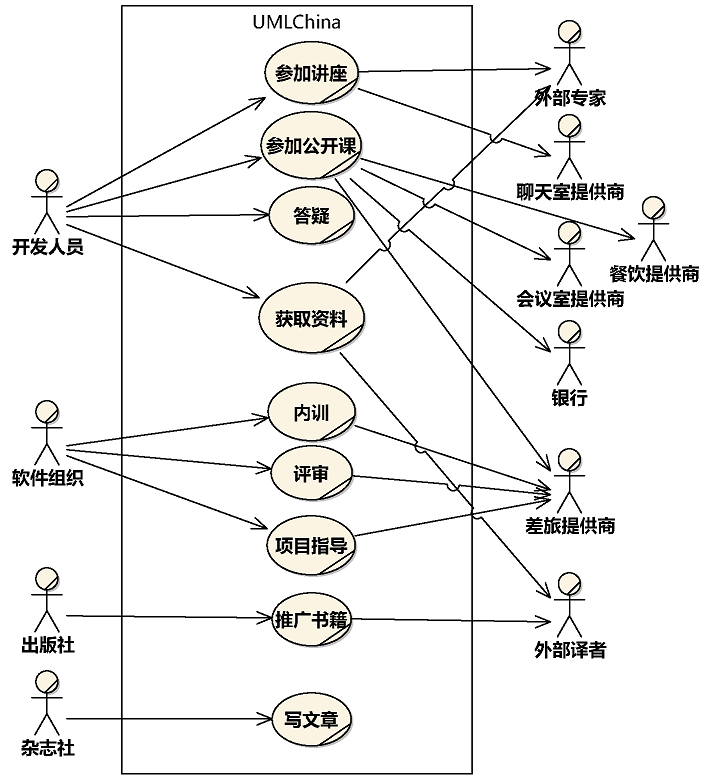 UMLChina
参加讲座
外部专家
参加公开课
聊天室提供商
答疑
开发人员
餐饮提供商
会议室提供商
获取资料
银行
内训
软件组织
评审
差旅提供商
项目指导
推广书籍
出版社
外部译者
写文章
杂志社